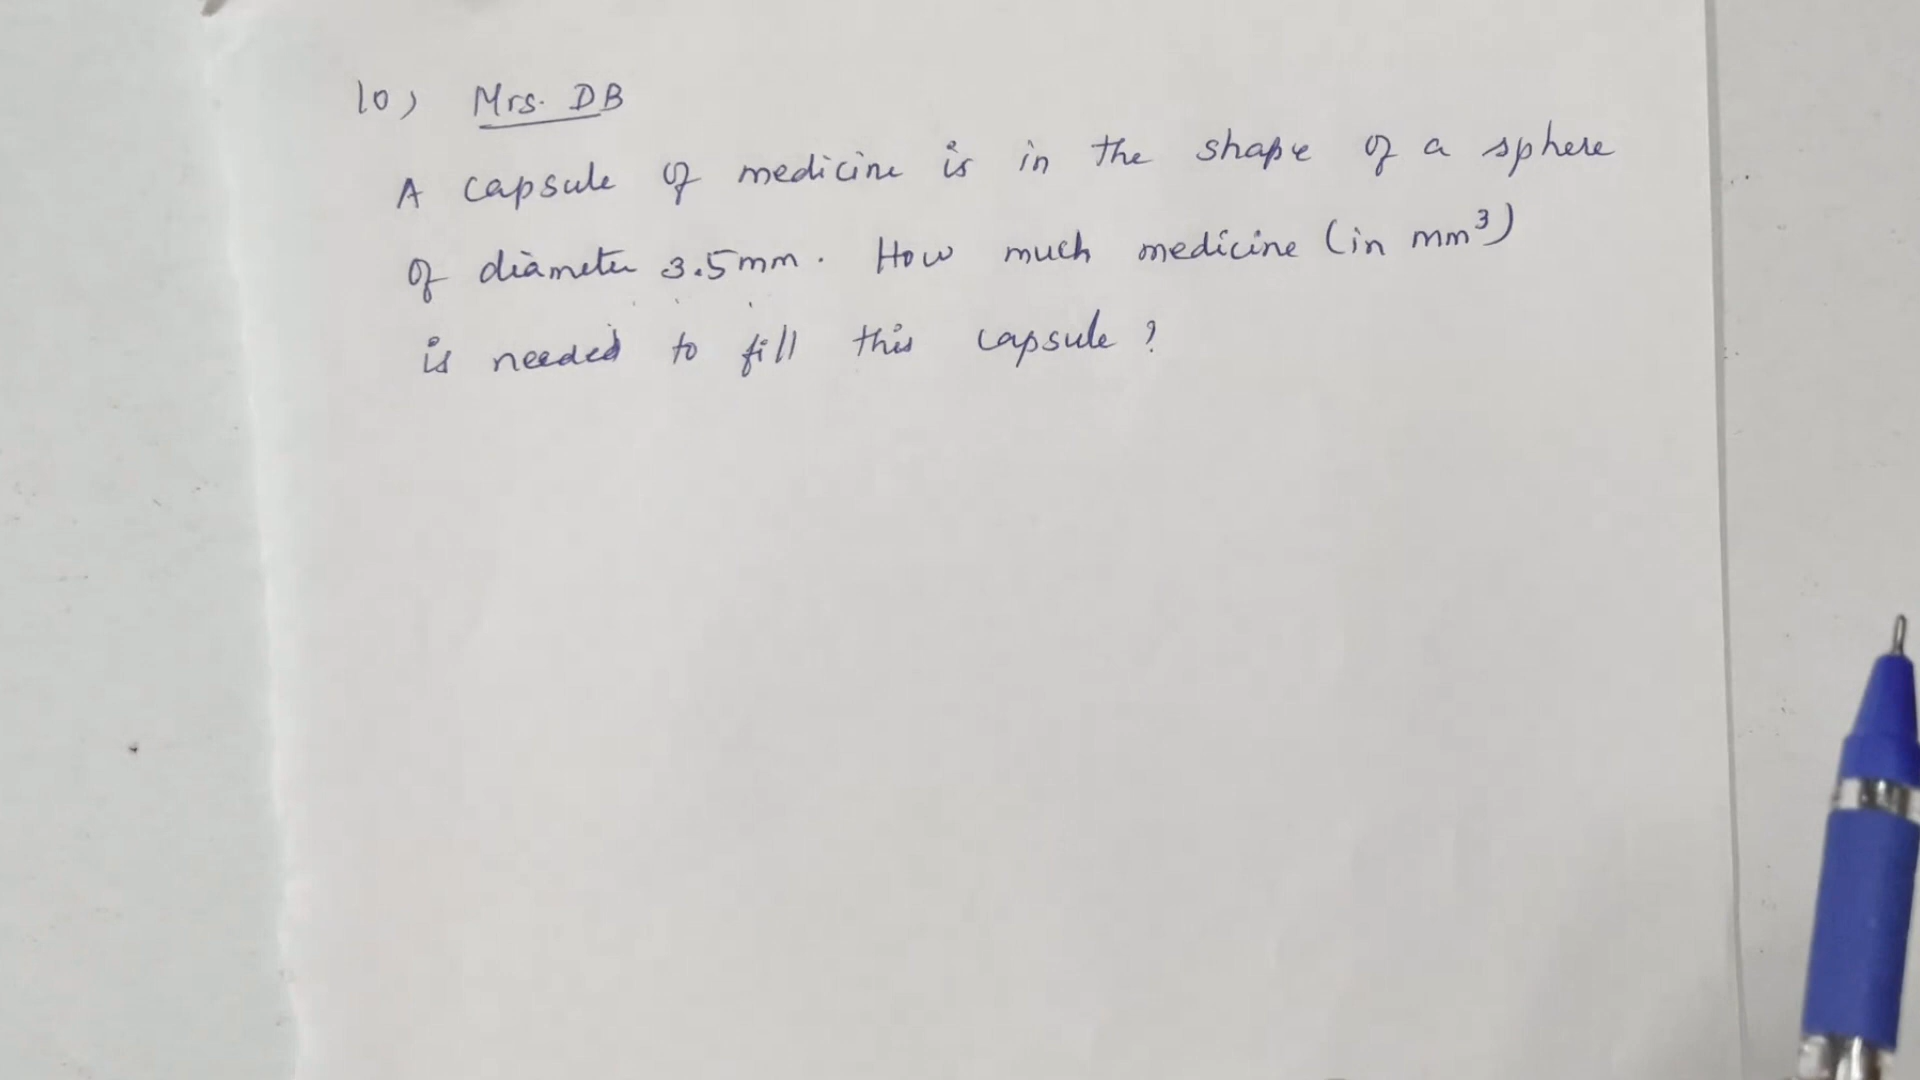 10) Mrs. DB
A capsule of medicine is in the shape of a sphere
of diameter 3.5mm. How much medicine (in mm³)
is needed to fill this capsule?